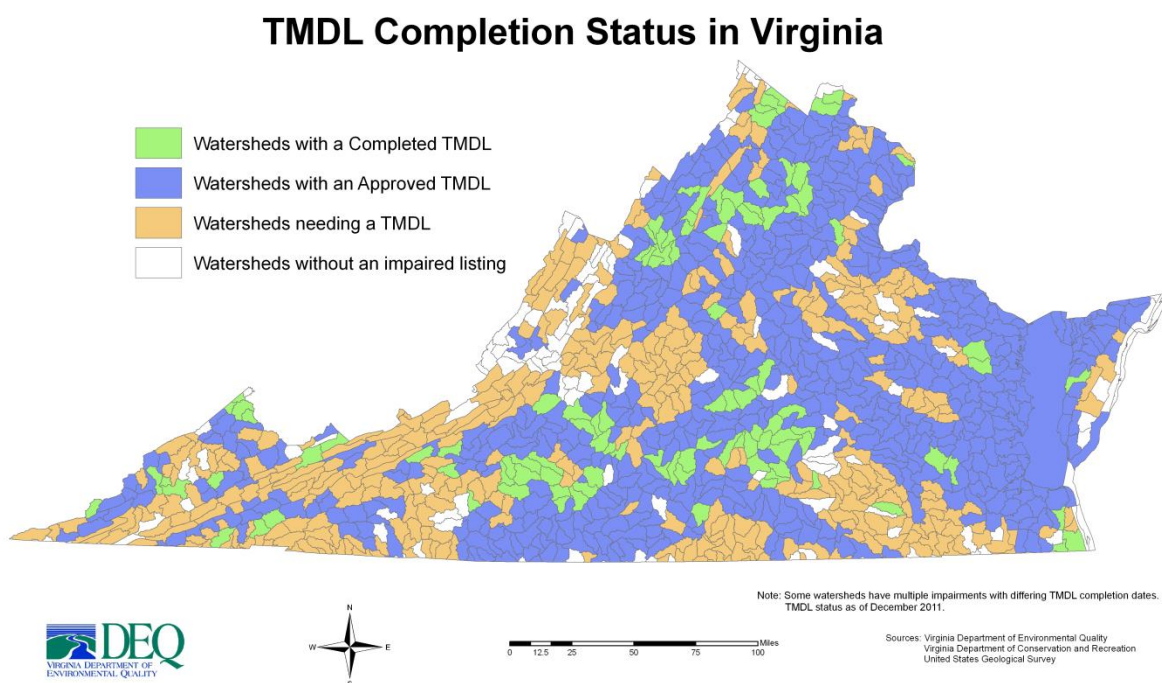 TMDL Completion Status in Virginia
Watersheds with a Completed TMDL
Watersheds with an Approved TMDL
Watersheds needing a TMDL
Watersheds without an impaired listing
Note: Some watersheds have multiple impairments with differing TMDL completion dates.
TMDL status as of December 2011.
DEQ
VIRGINIA DEPARTMENT OF
ENVIRONMENTAL QUALITY
N
W
E
S
Miles
0 12.5 25 50 75 100
Sources: Virginia Department of Environmental Quality
Virginia Department of Conservation and Recreation
United States Geological Survey